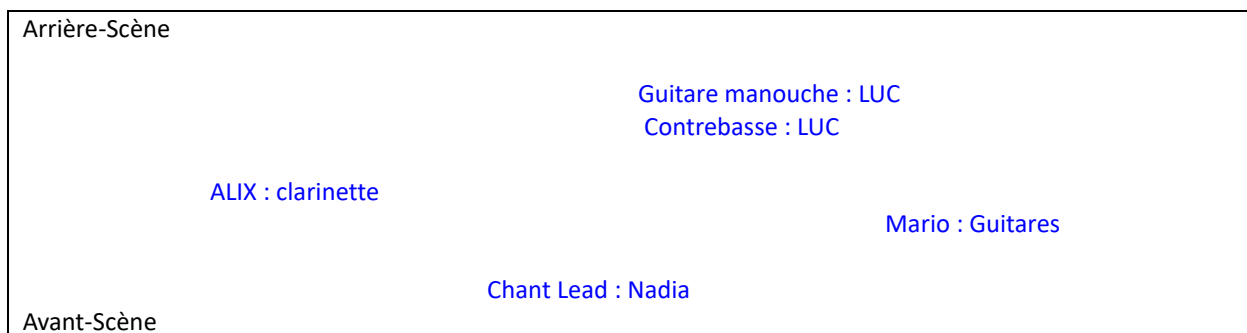 Arrière-Scène
Guitare manouche : LUC
Contrebasse : LUC
ALIX : clarinette
Mario : Guitares
Chant Lead : Nadia
Avant-Scène